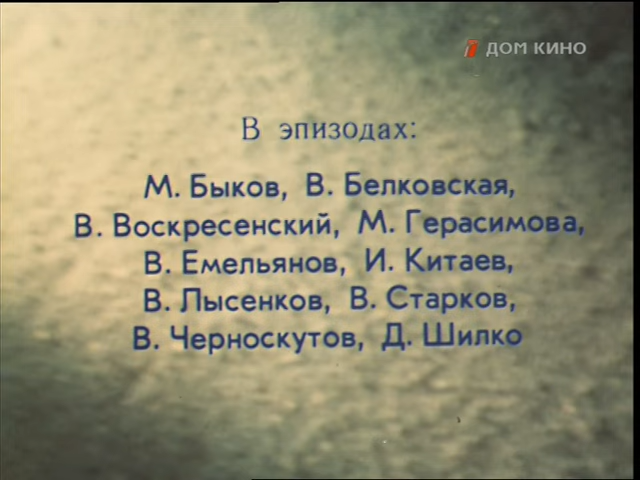 ДОМ КИНО
В эпизодах:
М. Быков, В. Белковская,
В. Воскресенский, М. Герасимова,
В. Емельянов, И. Китаев,
В. Лысенков, В. Старков,
В. Черноскутов, Д. Шилко